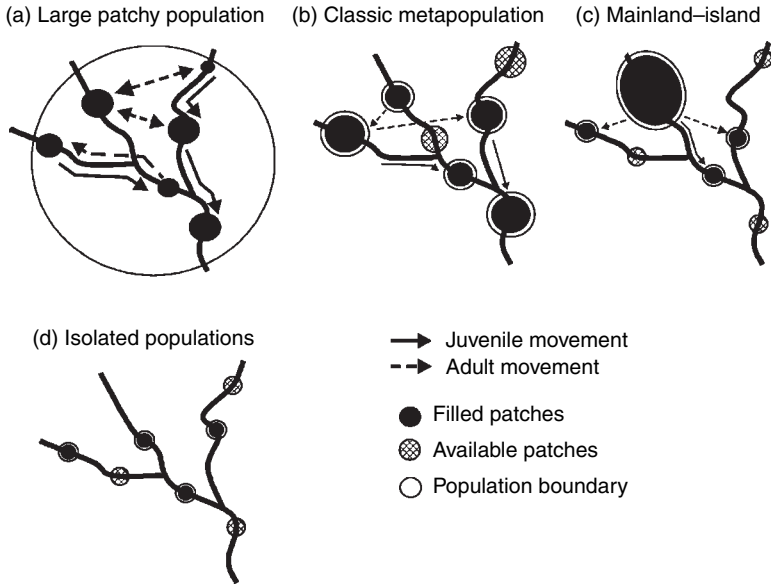 (a) Large patchy population
(b) Classic metapopulation
(c) Mainland–island
(d) Isolated populations
Juvenile movement
Adult movement
Filled patches
Available patches
Population boundary